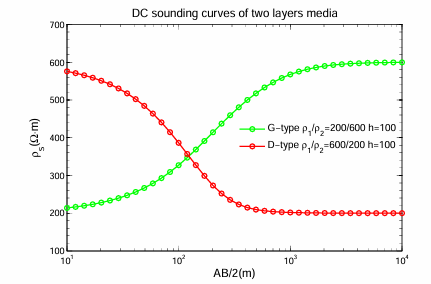 DC sounding curves of two layers media
700
600
500
400
300
200
100
ρs(Ω·m)
G-type ρ1/ρ2=200/600 h=100
D-type ρ1/ρ2=600/200 h=100
10^1 10^2 10^3 10^4
AB/2(m)